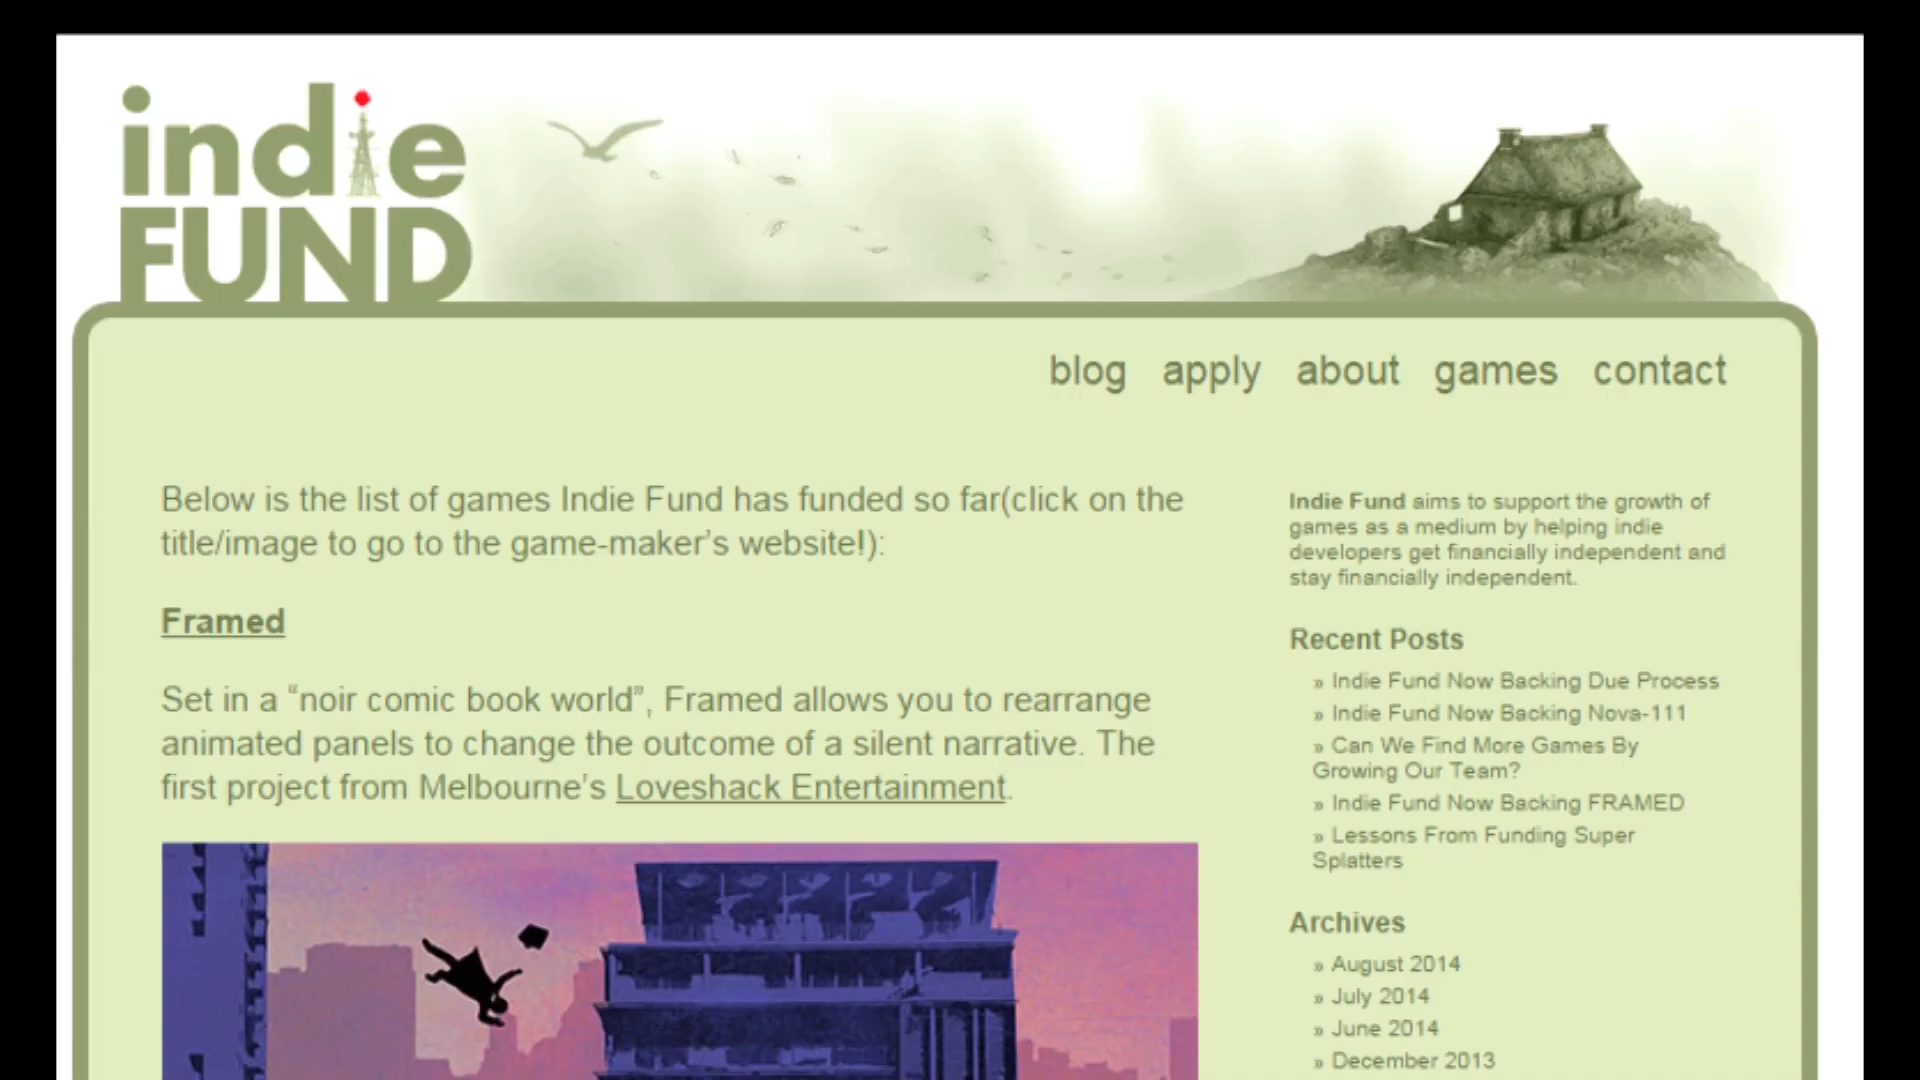 indie
FUND
blog apply about games contact
Below is the list of games Indie Fund has funded so far(click on the
title/image to go to the game-maker’s website!):
Framed
Set in a “noir comic book world”, Framed allows you to rearrange
animated panels to change the outcome of a silent narrative. The
first project from Melbourne’s Loveshack Entertainment.
Indie Fund aims to support the growth of
games as a medium by helping indie
developers get financially independent and
stay financially independent.
Recent Posts
» Indie Fund Now Backing Due Process
» Indie Fund Now Backing Nova-111
» Can We Find More Games By
Growing Our Team?
» Indie Fund Now Backing FRAMED
» Lessons From Funding Super
Splatters
Archives
» August 2014
» July 2014
» June 2014
» December 2013